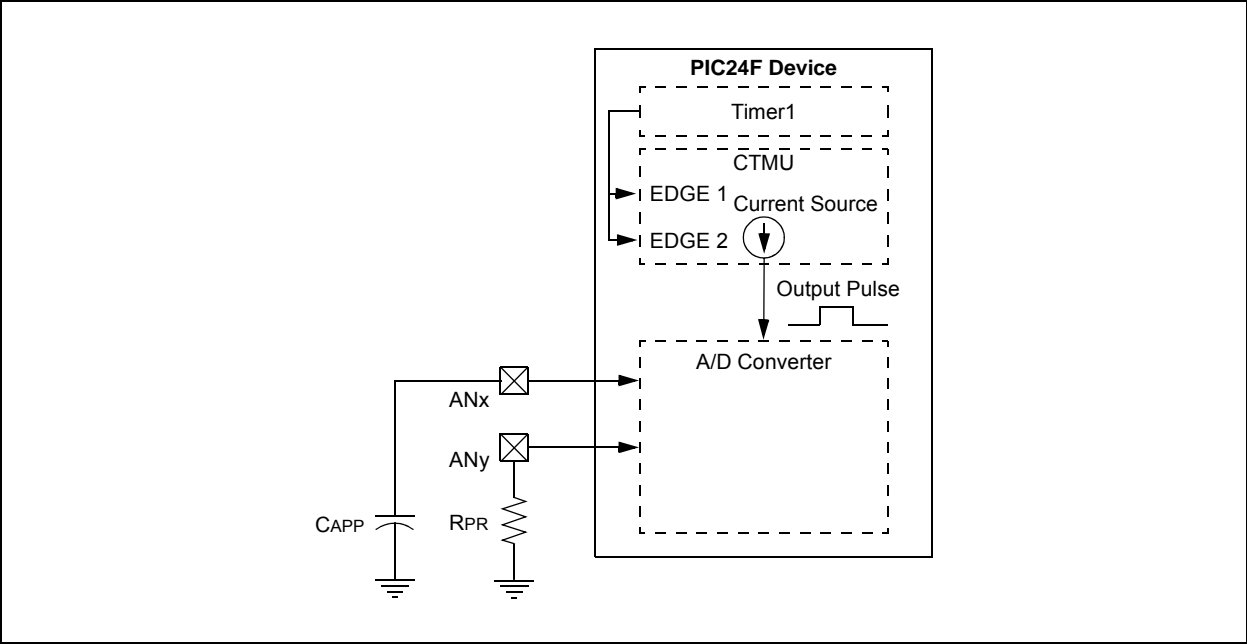 PIC24F Device
Timer1
CTMU
EDGE 1
Current Source
EDGE 2
Output Pulse
A/D Converter
ANx
ANy
CAPP
RPR